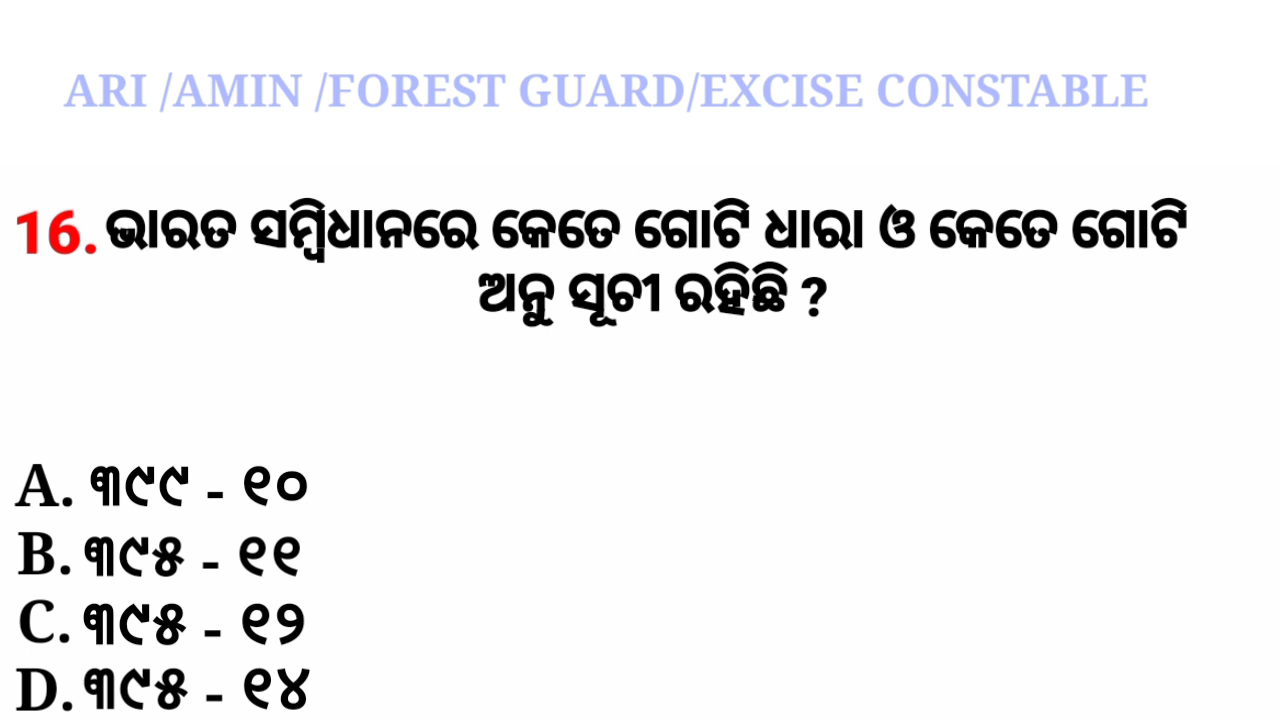 ARI /AMIN /FOREST GUARD/EXCISE CONSTABLE
16. ଭାରତ ସମ୍ବିଧାନରେ କେତେ ଗୋଟି ଧାରା ଓ କେତେ ଗୋଟି
ଅନୁ ସୂଚୀ ରହିଛି ?
A. ୩୯୯ - ୧୦
B. ୩୯୫ - ୧୧
C. ୩୯୫ - ୧୨
D. ୩୯୫ - ୧୪